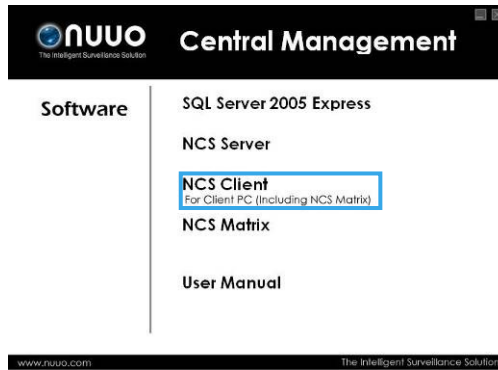 nuuo
The Intelligent Surveillance Solution
Central Management
Software
SQL Server 2005 Express
NCS Server
NCS Client
For Client PC (Including NCS Matrix)
NCS Matrix
User Manual
www.nuuo.com
The Intelligent Surveillance Solution